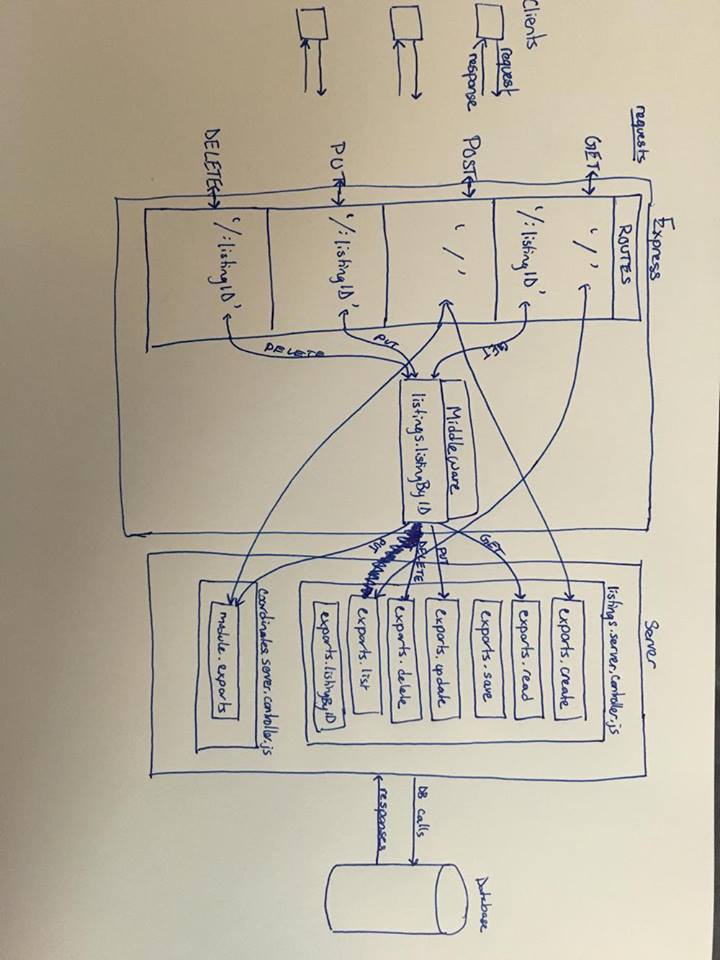 Express
requests
ROUTES
GET
'/'
'/:listingID'
GET
Clients
request
response
POST
'/'
Middleware
listings.listingByID
PUT
PUT
'/:listingID'
DELETE
DELETE
'/:listingID'
GET
PUT
DELETE
PUT
Server
listings.server.controller.js
exports.create
exports.read
exports.save
exports.update
exports.delete
exports.list
exports.listingByID
coordinates.server.controller.js
module.exports
Database
DB calls
responses